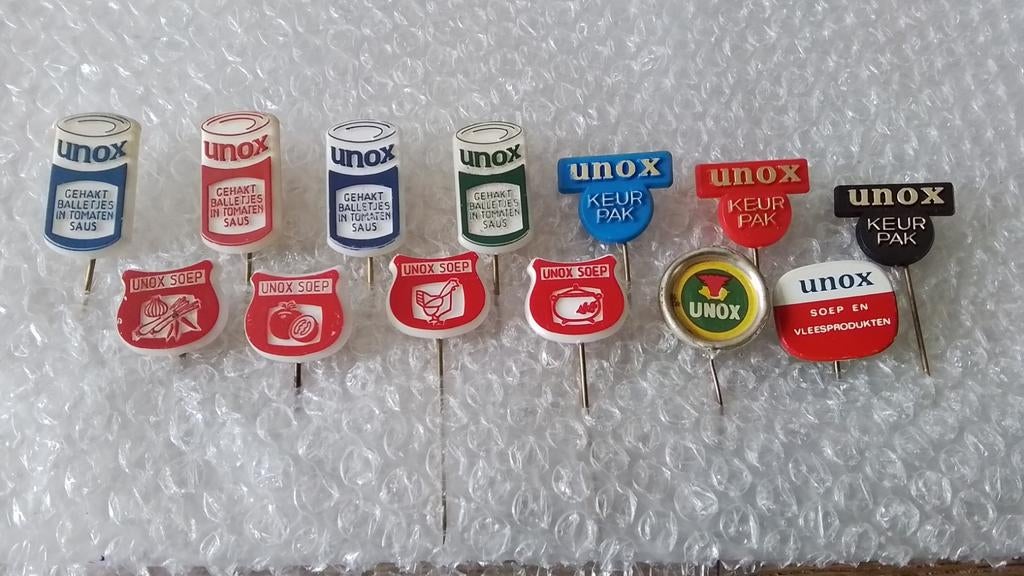 unox
GEHAKT
BALLETJES
IN TOMATEN
SAUS
unox
GEHAKT
BALLETJES
IN TOMATEN
SAUS
unox
GEHAKT
BALLETJES
IN TOMATEN
SAUS
unox
GEHAKT
BALLETJES
IN TOMATEN
SAUS
unox
KEUR
PAK
unox
KEUR
PAK
unox
KEUR
PAK
UNOX SOEP
UNOX SOEP
UNOX SOEP
UNOX SOEP
UNOX
unox
SOEP EN
VLEESPRODUKTEN